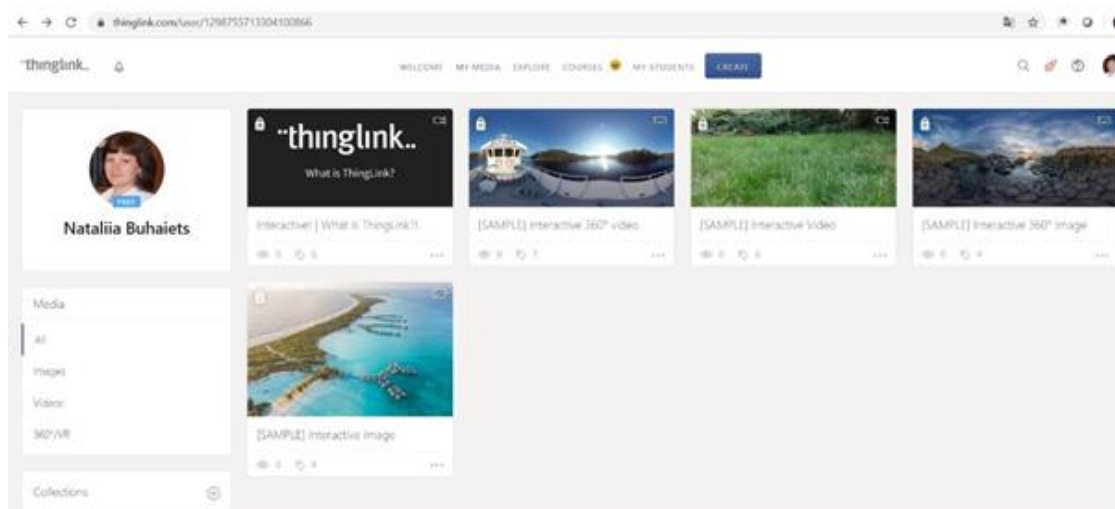 thinglink.com/user/1298755713304100866
¨thınglınk..
WELCOME MY MEDIA EXPLORE COURSES MY STUDENTS CREATE
FREE
Nataliia Buhaiets
¨thınglınk..
What is ThingLink?
Interactive! | What is ThingLink?!
[SAMPLE] Interactive 360° video
[SAMPLE] Interactive Video
[SAMPLE] Interactive 360° Image
Media
All
Images
Videos
360°/VR
[SAMPLE] Interactive Image
Collections